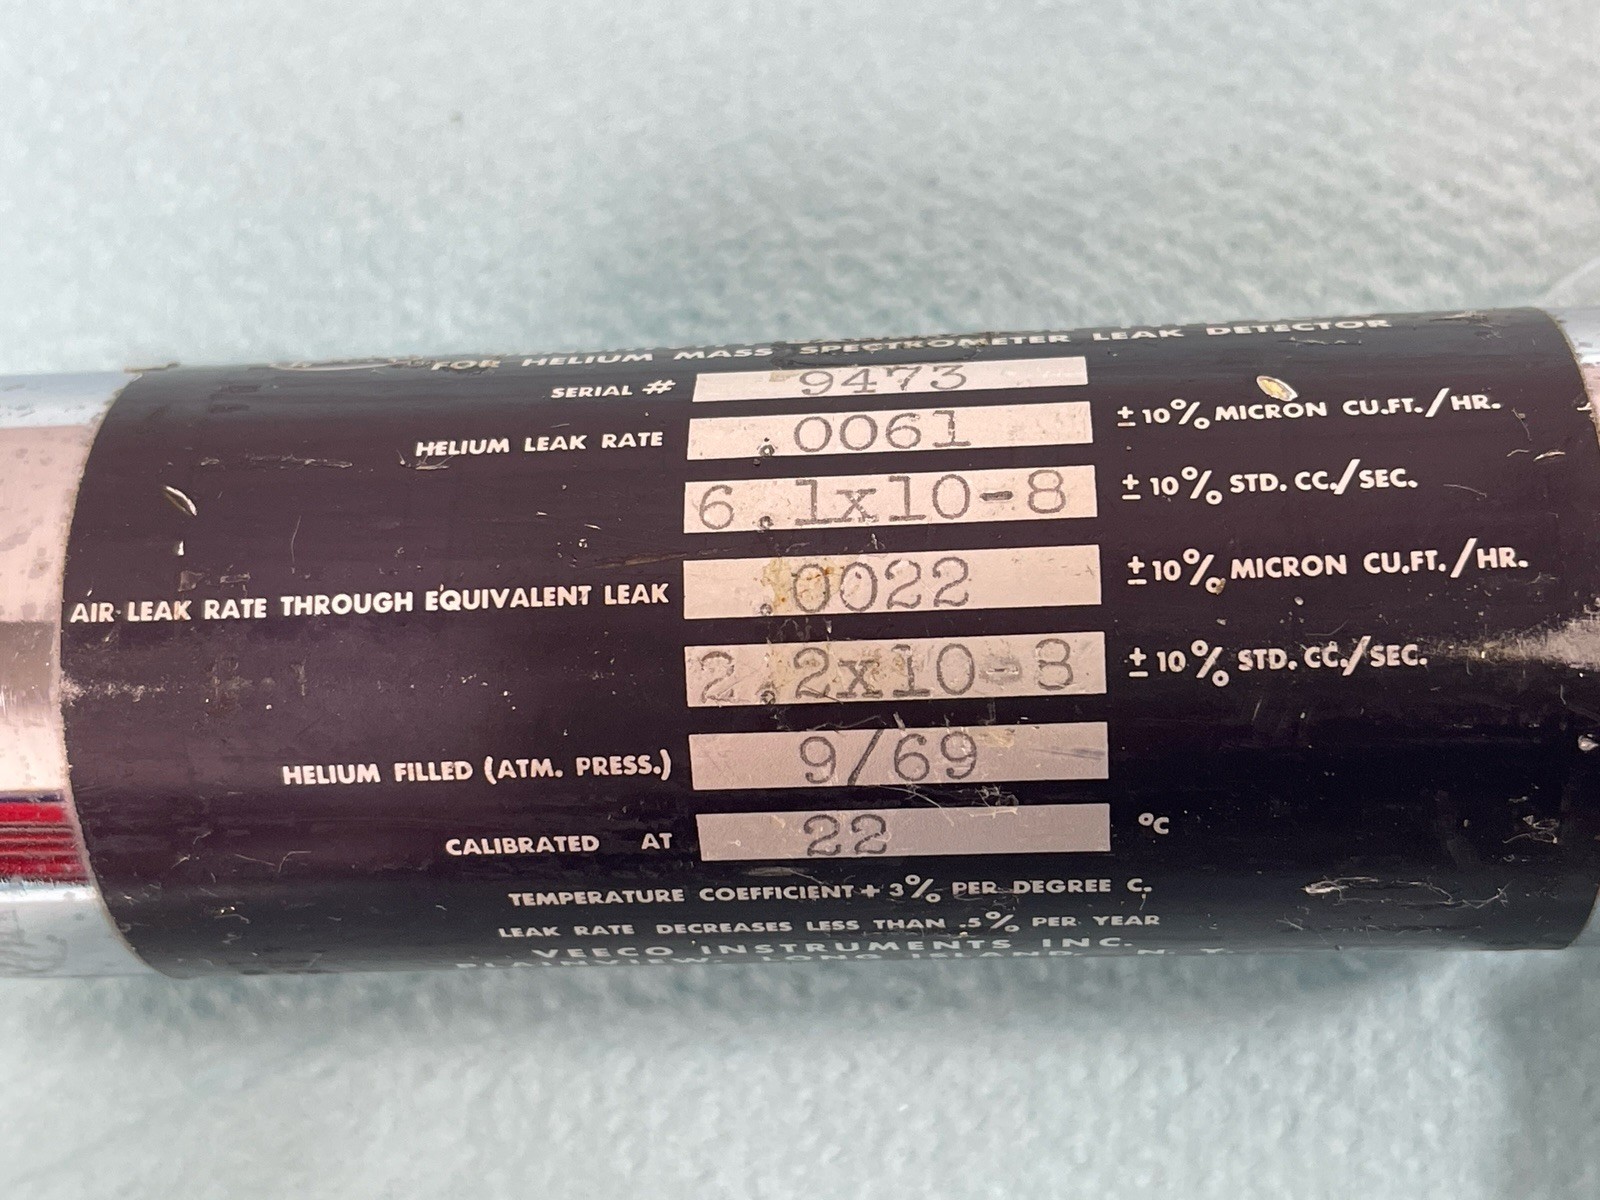 FOR HELIUM MASS SPECTROMETER LEAK DETECTOR
SERIAL # 9473
HELIUM LEAK RATE .0061 ± 10% MICRON CU.FT./HR.
6.1x10-8 ± 10% STD. CC./SEC.
AIR LEAK RATE THROUGH EQUIVALENT LEAK .0022 ± 10% MICRON CU.FT./HR.
2.2x10-8 ± 10% STD. CC./SEC.
HELIUM FILLED (ATM. PRESS.) 9/69
CALIBRATED AT 22 °C
TEMPERATURE COEFFICIENT + 3% PER DEGREE C.
LEAK RATE DECREASES LESS THAN .5% PER YEAR
VEECO INSTRUMENTS INC.
PLAINVIEW, LONG ISLAND, N. Y.